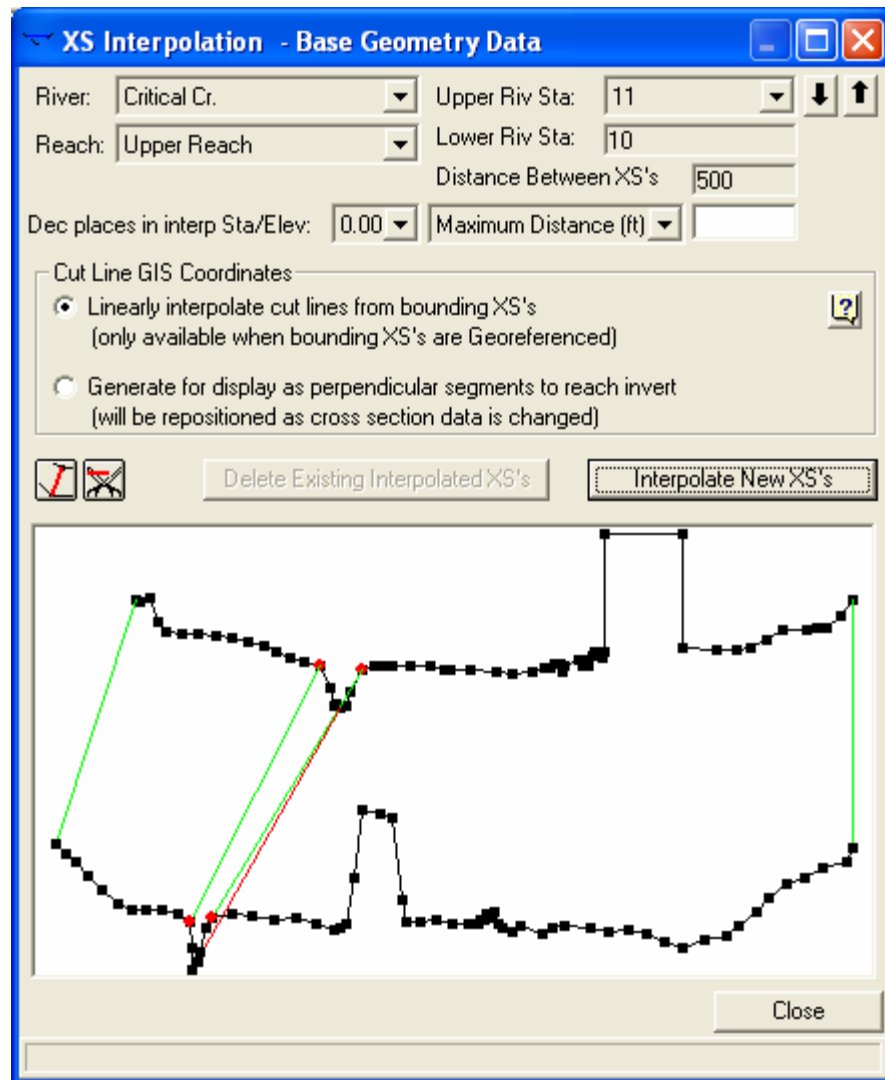 XS Interpolation - Base Geometry Data
River: Critical Cr. Upper Riv Sta: 11
Reach: Upper Reach Lower Riv Sta: 10
Distance Between XS's 500
Dec places in interp Sta/Elev: 0.00 Maximum Distance (ft)
Cut Line GIS Coordinates
Linearly interpolate cut lines from bounding XS's
(only available when bounding XS's are Georeferenced)
Generate for display as perpendicular segments to reach invert
(will be repositioned as cross section data is changed)
Delete Existing Interpolated XS's Interpolate New XS's
Close